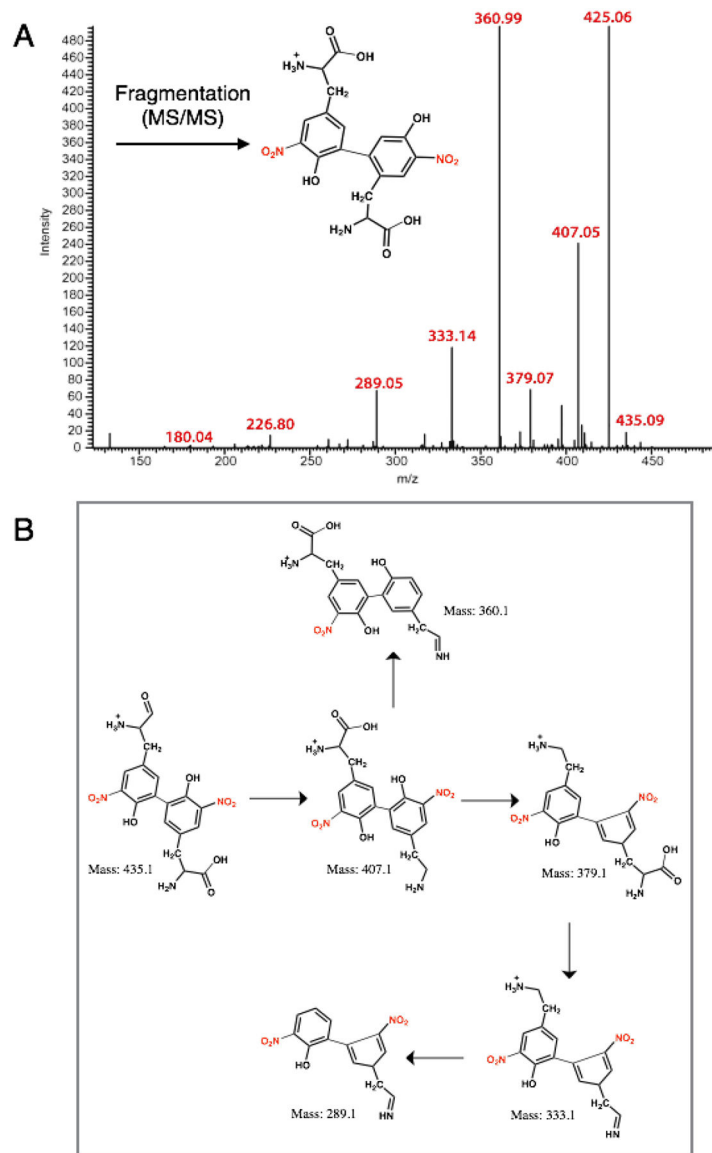 A
Fragmentation
(MS/MS)
O
OH
H₃N
+
CH₂
OH
O₂N
NO₂
HO
H₂C
OH
H₂N
O
360.99
425.06
407.05
333.14
289.05
379.07
226.80
180.04
435.09
Intensity
480
460
440
420
400
380
360
340
320
300
280
260
240
220
200
180
160
140
120
100
80
60
40
20
0
150 200 250 300 350 400 450
m/z
B
O
OH
H₃N
+
CH₂
HO
O₂N
OH
H₂C
NH
Mass: 360.1
O
H₃N
+
CH₂
OH
O₂N
NO₂
HO
H₂C
OH
H₂N
O
Mass: 435.1
O
OH
H₃N
+
CH₂
OH
NO₂
O₂N
OH
H₂C
H₂N
Mass: 407.1
H₃N
+
CH₂
NO₂
O₂N
HO
H₂C
OH
H₂N
O
Mass: 379.1
O₂N
NO₂
HO
H₂C
HN
Mass: 289.1
H₃N
+
CH₂
NO₂
O₂N
OH
H₂C
HN
Mass: 333.1